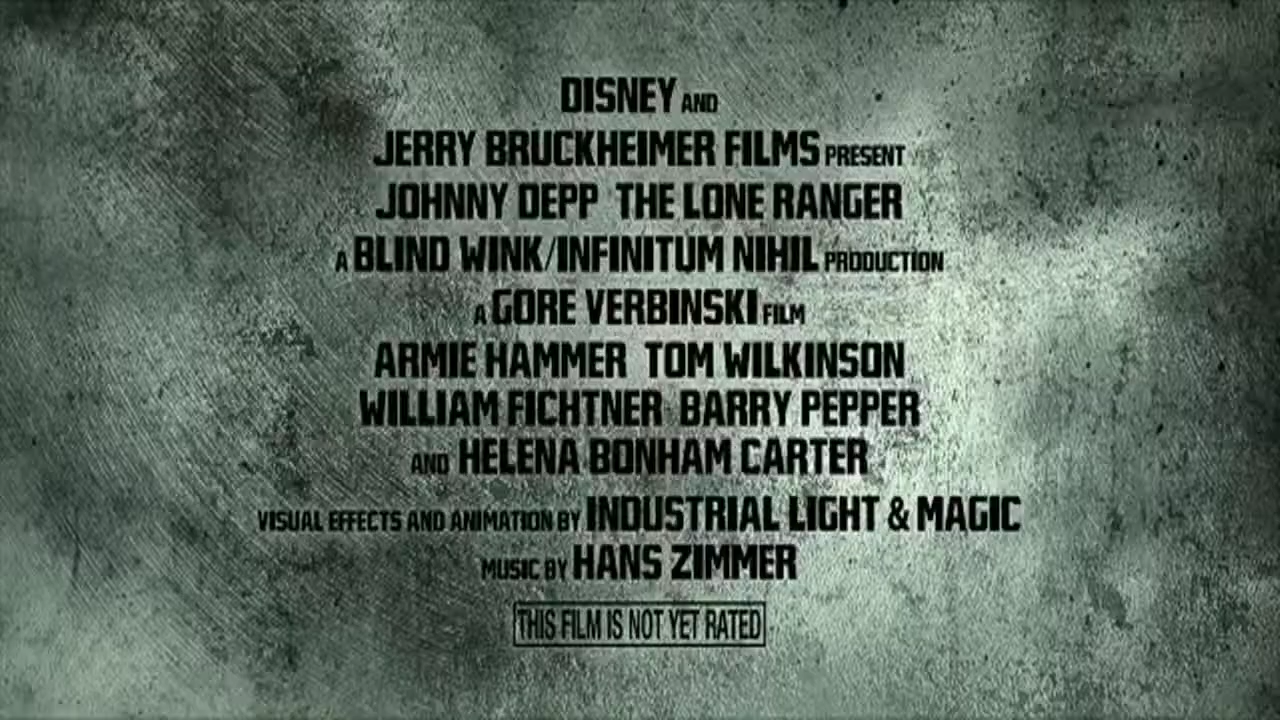 DISNEY AND
JERRY BRUCKHEIMER FILMS PRESENT
JOHNNY DEPP THE LONE RANGER
A BLIND WINK/INFINITUM NIHIL PRODUCTION
A GORE VERBINSKI FILM
ARMIE HAMMER TOM WILKINSON
WILLIAM FICHTNER BARRY PEPPER
AND HELENA BONHAM CARTER
VISUAL EFFECTS AND ANIMATION BY INDUSTRIAL LIGHT & MAGIC
MUSIC BY HANS ZIMMER
THIS FILM IS NOT YET RATED